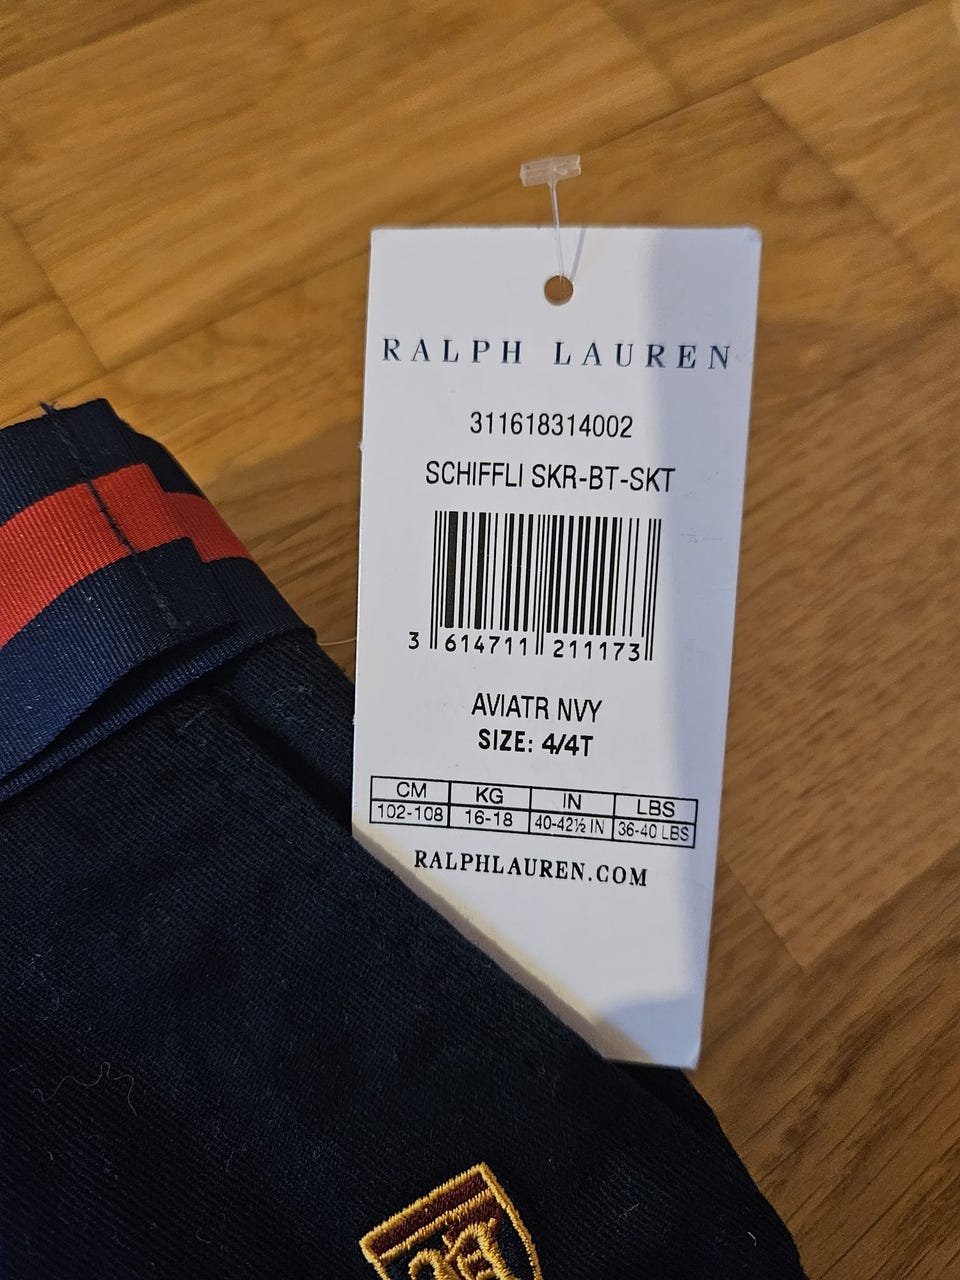 RALPH LAUREN
311618314002
SCHIFFLI SKR-BT-SKT
3 614711 211173
AVIATR NVY
SIZE: 4/4T
CM KG IN LBS
102-108 16-18 40-42½ IN 36-40 LBS
RALPHLAUREN.COM